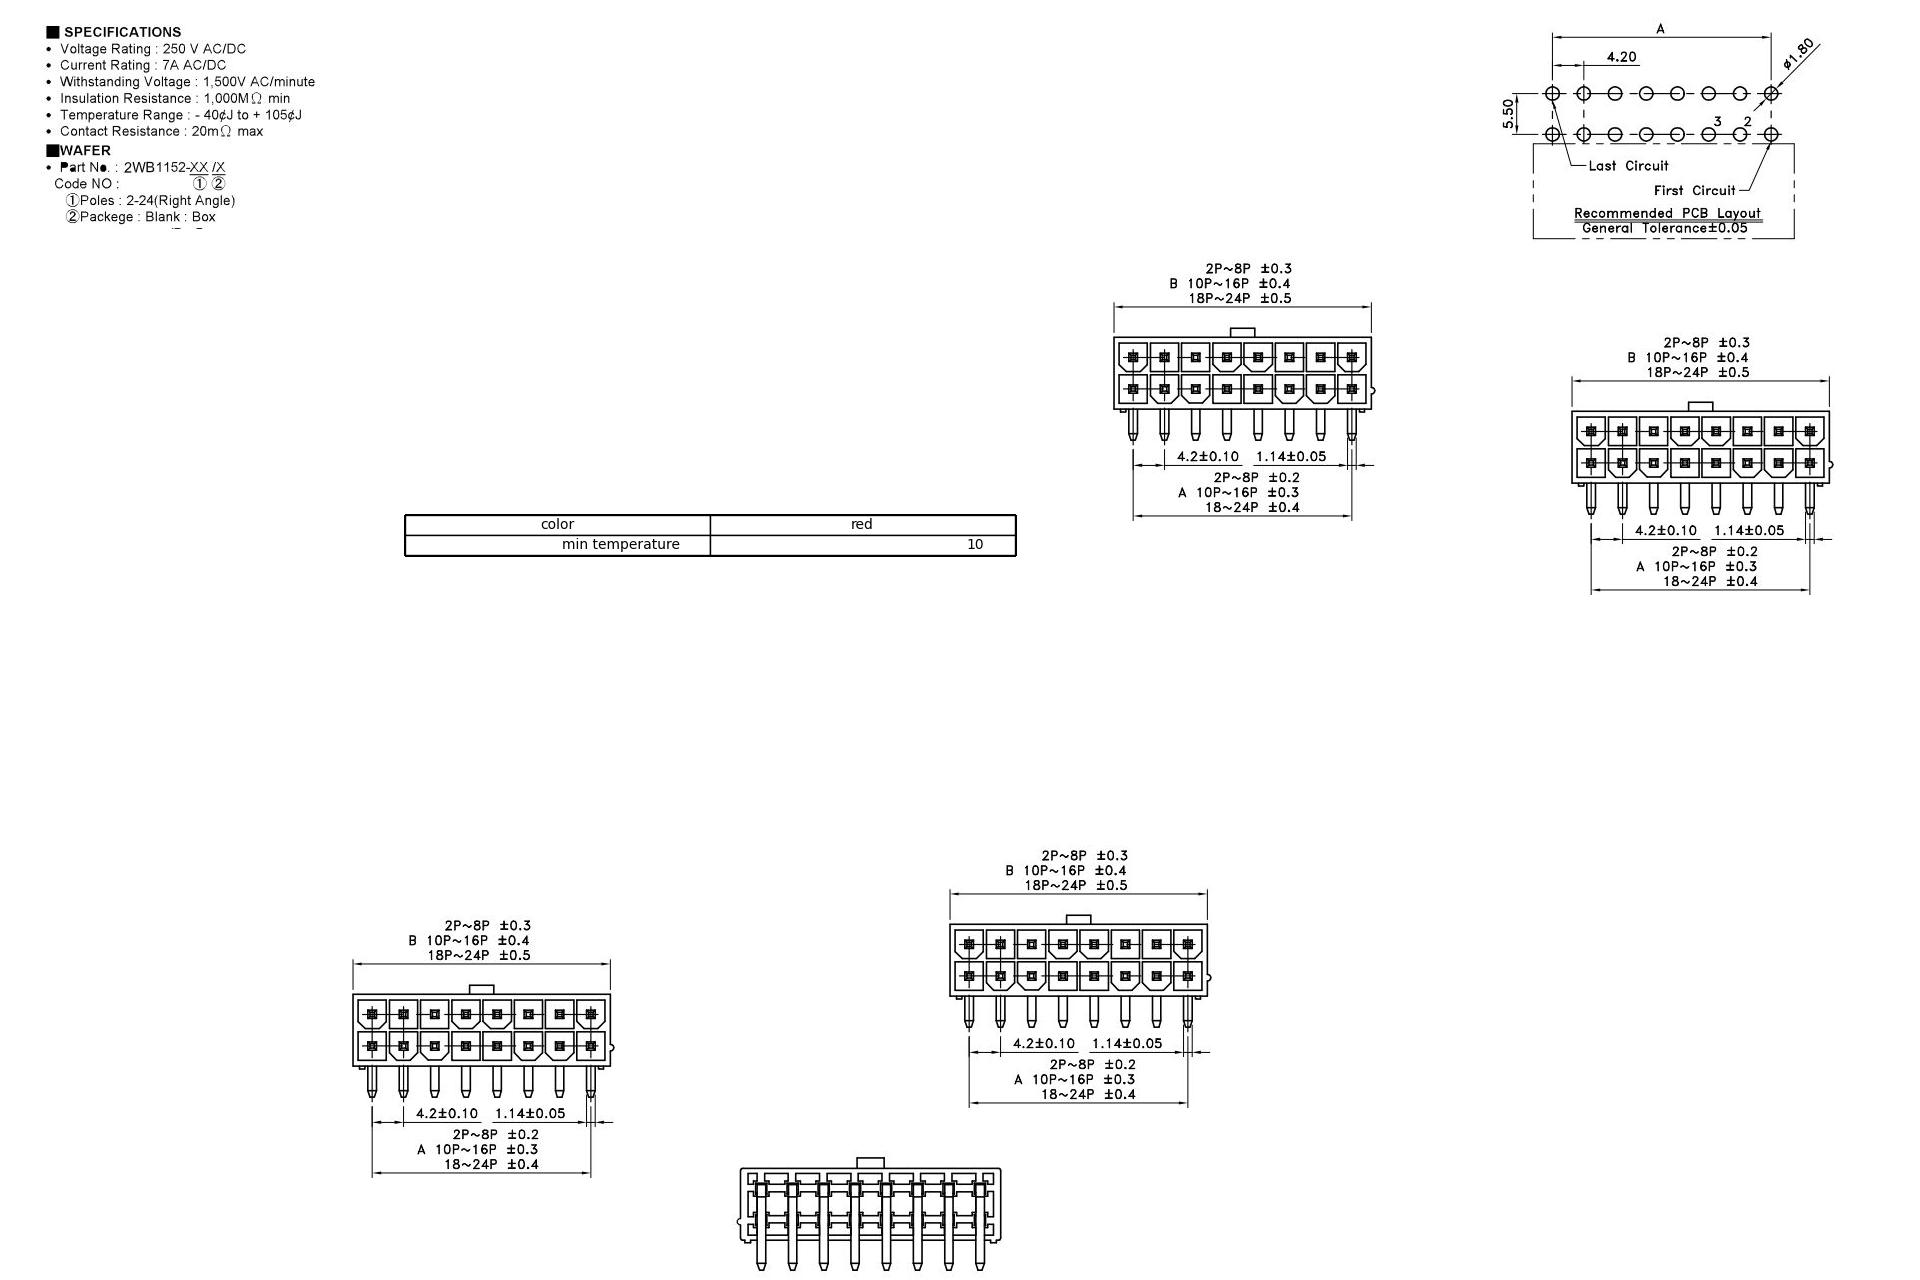 ■ SPECIFICATIONS
• Voltage Rating : 250 V AC/DC
• Current Rating : 7A AC/DC
• Withstanding Voltage : 1,500V AC/minute
• Insulation Resistance : 1,000MΩ min
• Temperature Range : - 40¢J to + 105¢J
• Contact Resistance : 20mΩ max
■WAFER
• Part No. : 2WB1152-XX /X
Code NO : ① ②
①Poles : 2-24(Right Angle)
②Packege : Blank : Box
A
4.20
ø1.80
5.50
3 2
Last Circuit
First Circuit
Recommended PCB Layout
General Tolerance±0.05
2P~8P ±0.3
B 10P~16P ±0.4
18P~24P ±0.5
4.2±0.10 1.14±0.05
2P~8P ±0.2
A 10P~16P ±0.3
18~24P ±0.4
2P~8P ±0.3
B 10P~16P ±0.4
18P~24P ±0.5
4.2±0.10 1.14±0.05
2P~8P ±0.2
A 10P~16P ±0.3
18~24P ±0.4
color red
min temperature 10
2P~8P ±0.3
B 10P~16P ±0.4
18P~24P ±0.5
4.2±0.10 1.14±0.05
2P~8P ±0.2
A 10P~16P ±0.3
18~24P ±0.4
2P~8P ±0.3
B 10P~16P ±0.4
18P~24P ±0.5
4.2±0.10 1.14±0.05
2P~8P ±0.2
A 10P~16P ±0.3
18~24P ±0.4